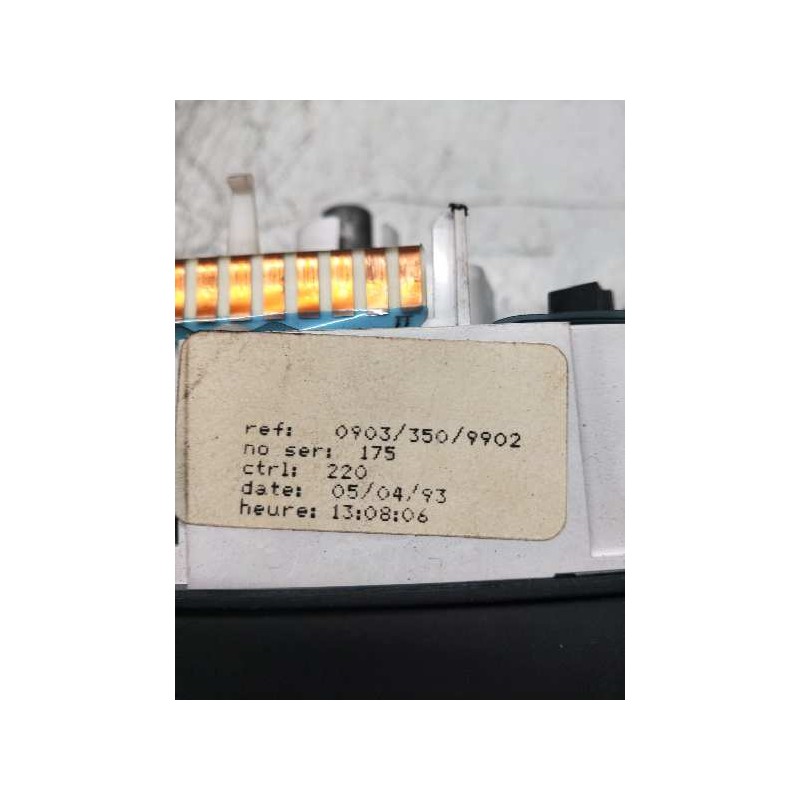 ref: 0903/350/9902
no ser: 175
ctrl: 220
date: 05/04/93
heure: 13:08:06